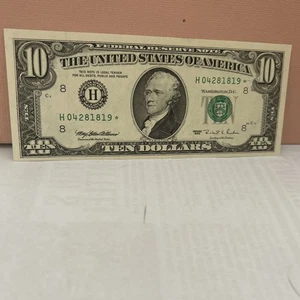 FEDERAL RESERVE NOTE
THE UNITED STATES OF AMERICA
10 10
THIS NOTE IS LEGAL TENDER
FOR ALL DEBTS, PUBLIC AND PRIVATE
H 04281819 *
8 H WASHINGTON, D.C. 8
H 04281819 *
8 8
TEN DOLLARS
10 10